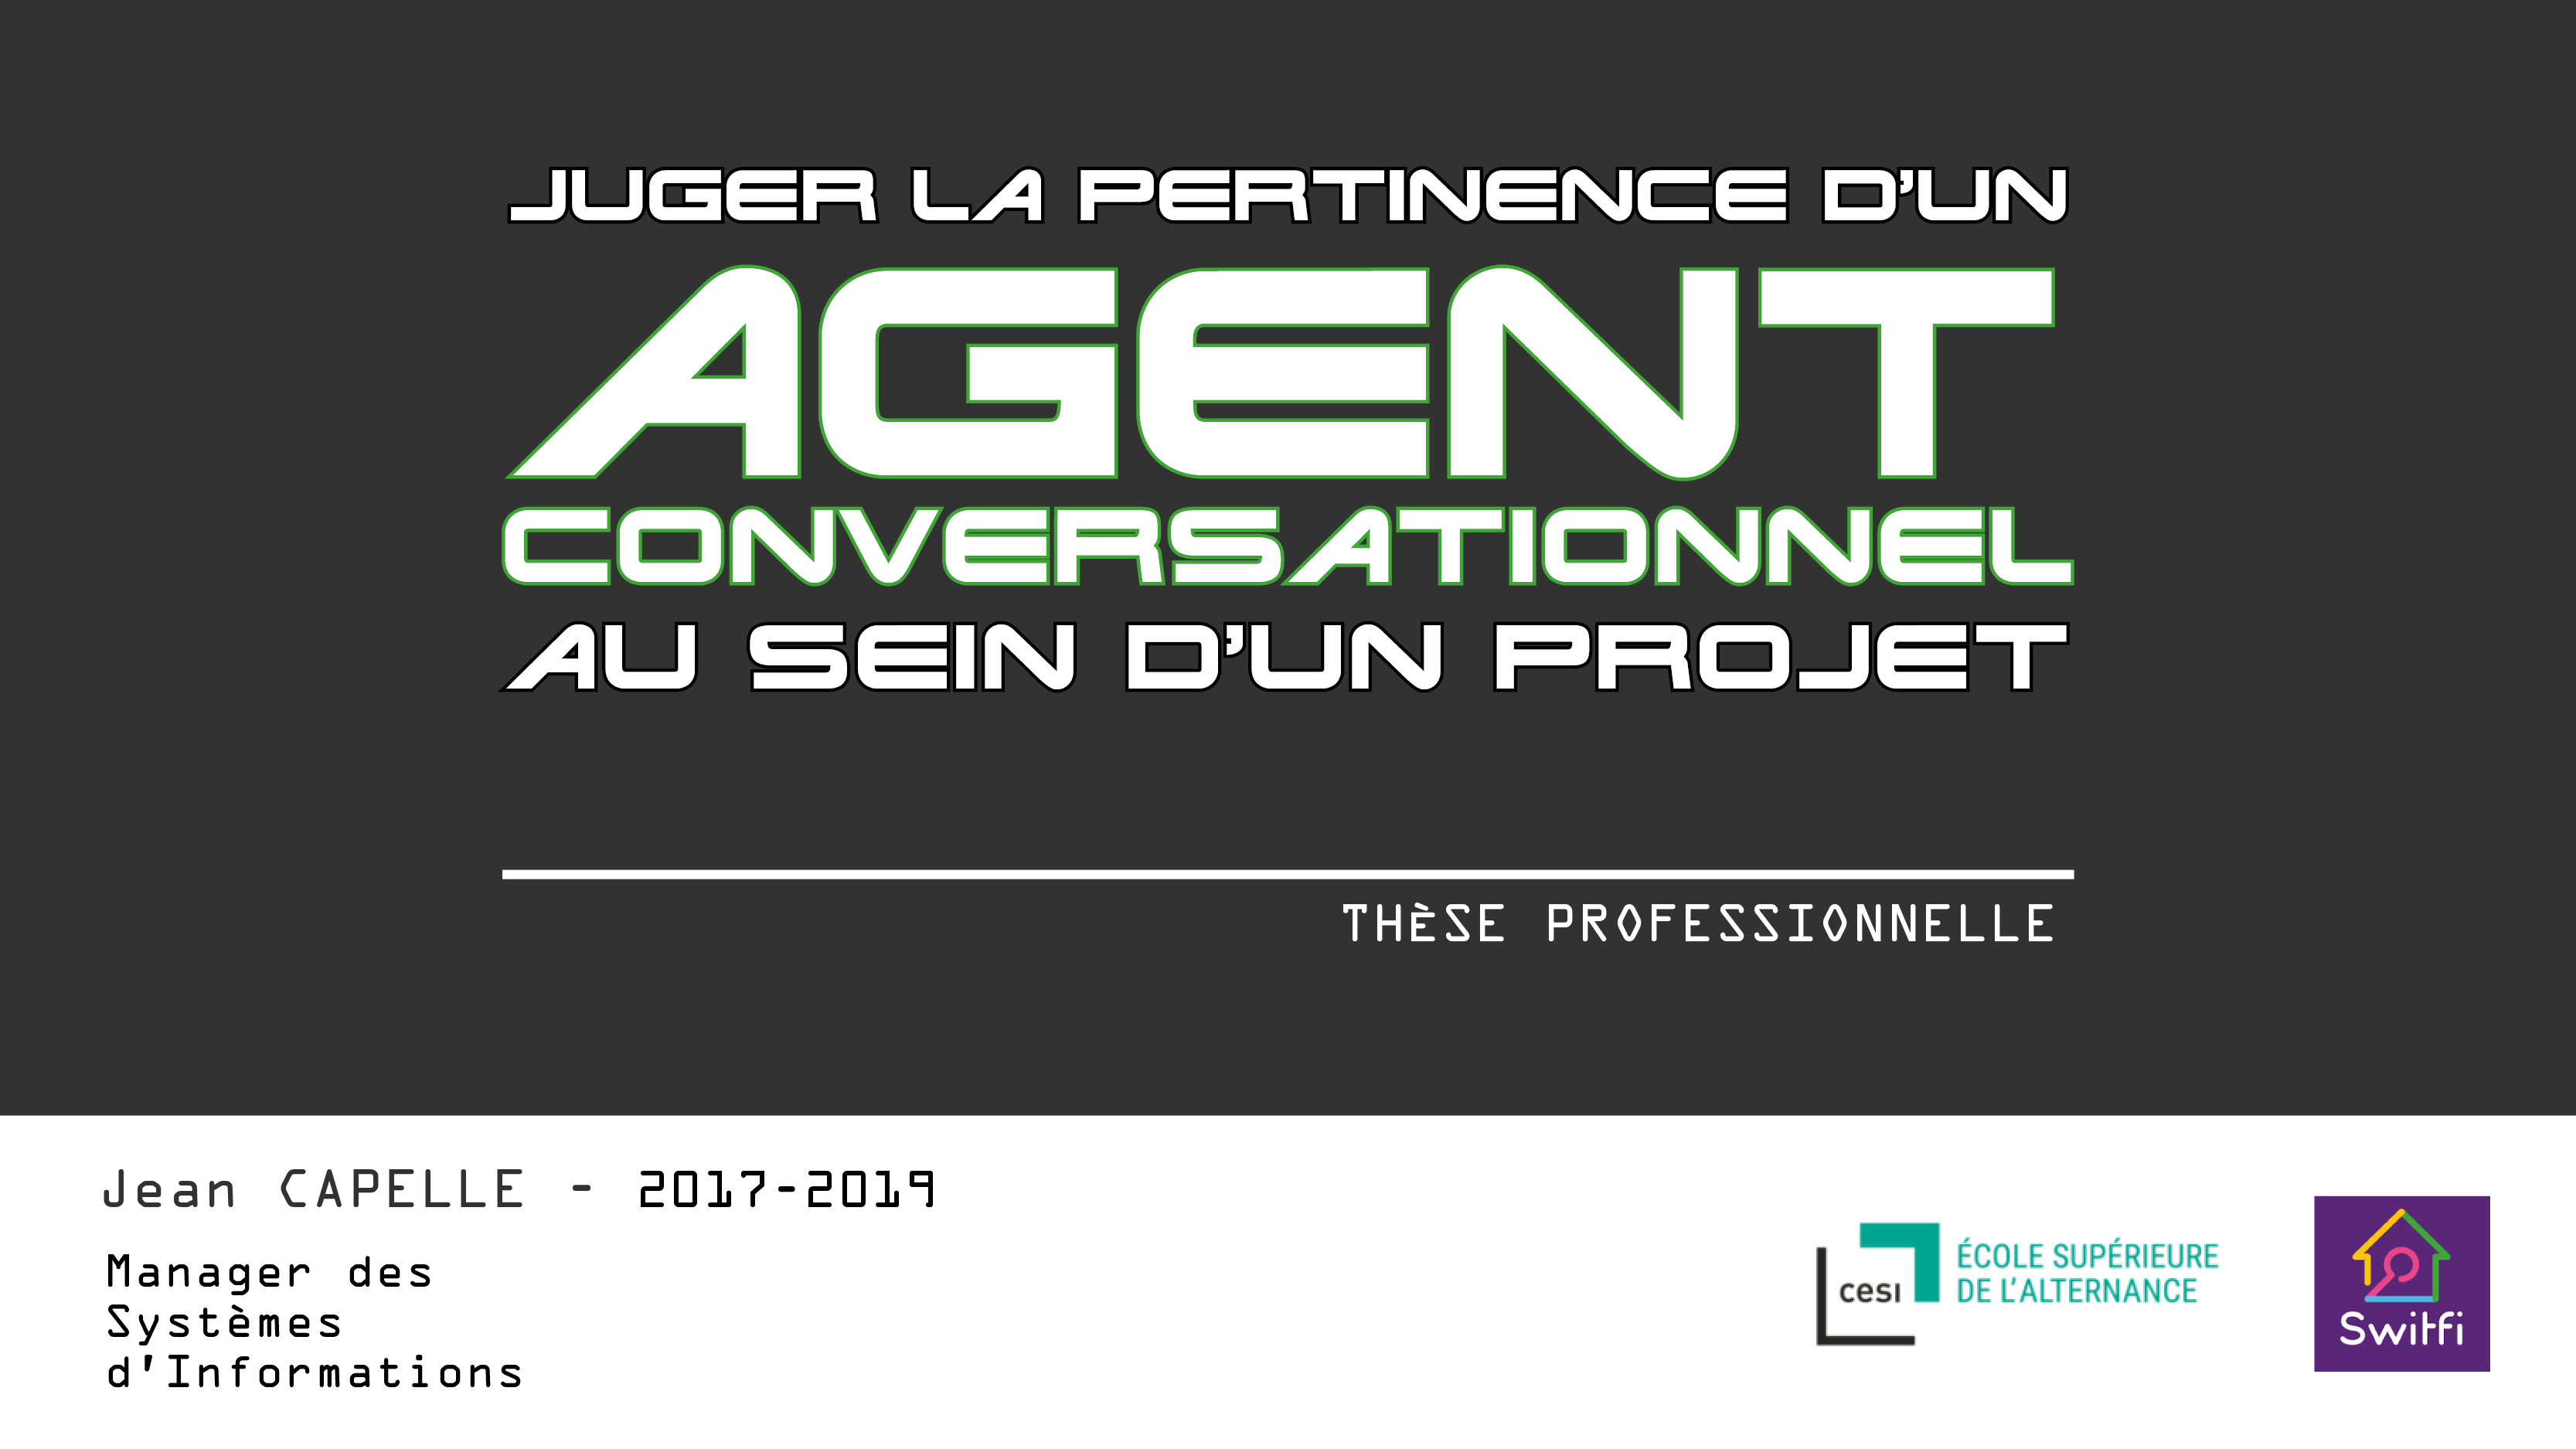 JUGER LA PERTINENCE D'UN
AGENT
CONVERSATIONNEL
AU SEIN D'UN PROJET
THÈSE PROFESSIONNELLE
Jean CAPELLE - 2017-2019
Manager des
Systèmes
d'Informations
cesi
ÉCOLE SUPÉRIEURE
DE L'ALTERNANCE
Switfi